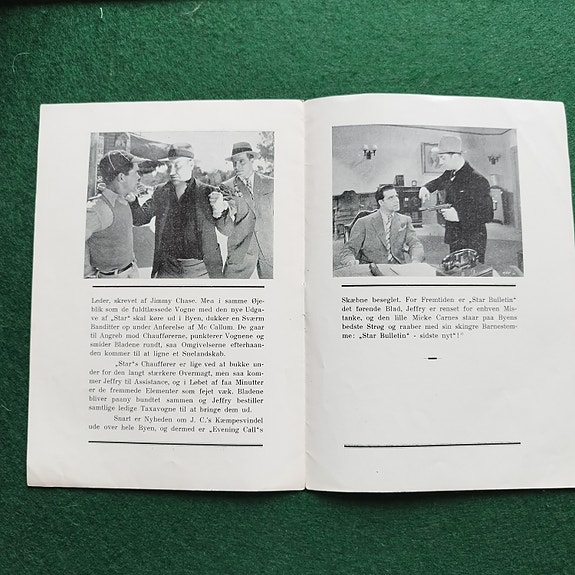 Leder, skrevet af Jimmy Chase. Men i samme Øje-
blik som de fuldtlæssede Vogne med den nye Udga-
ve af „Star“ skal køre ud i Byen, dukker en Sværm
Banditter op under Anførelse af Mc Callum. De gaar
til Angreb mod Chaufførerne, punkterer Vognene og
smider Bladene rundt, saa Omgivelserne efterhaan-
den kommer til at ligne et Snelandskab.
„Star“s Chauffører er lige ved at bukke un-
der for den langt stærkere Overmagt, men saa kom-
mer Jeffry til Assistance, og i Løbet af faa Minutter
er de fremmede Elementer som fejet væk. Bladene
bliver paany bundtet sammen og Jeffry bestiller
samtlige ledige Taxavogne til at bringe dem ud.
Snart er Nyheden om J. C.'s Kæmpesvindel
ude over hele Byen, og dermed er „Evening Call“s
Skæbne beseglet. For Fremtiden er „Star Bulletin“
det førende Blad, Jeffry er renset for enhver Mis-
tanke, og den lille Micke Carnes staar paa Byens
bedste Strøg og raaber med sin skingre Barnestem-
me: „Star Bulletin“ - sidste nyt“!“